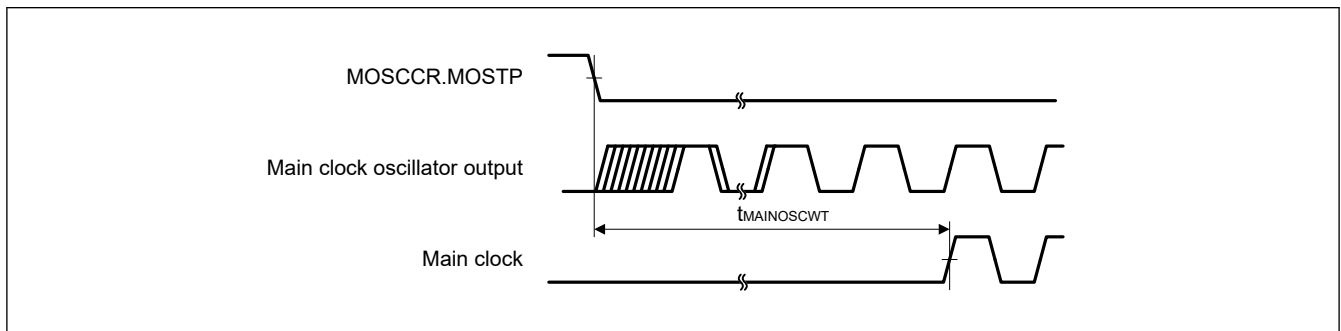 MOSCCR.MOSTP
Main clock oscillator output
tMAINOSCWT
Main clock